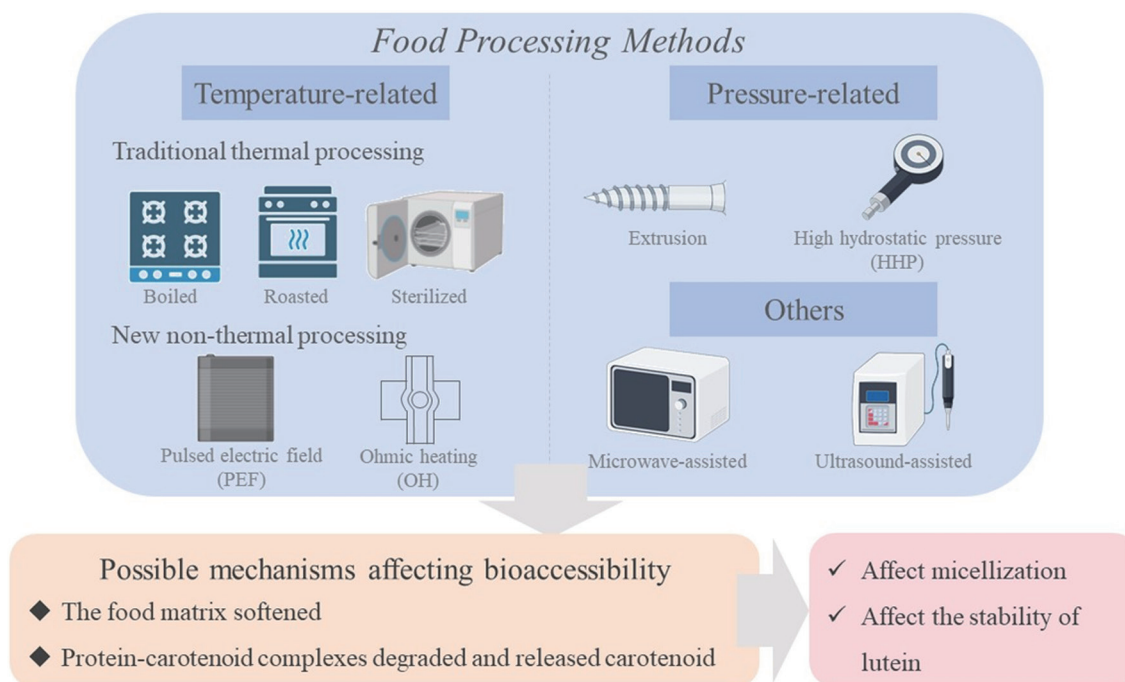 Food Processing Methods
Temperature-related
Traditional thermal processing
Boiled
Roasted
Sterilized
New non-thermal processing
Pulsed electric field
(PEF)
Ohmic heating
(OH)
Pressure-related
Extrusion
High hydrostatic pressure
(HHP)
Others
Microwave-assisted
Ultrasound-assisted
Possible mechanisms affecting bioaccessibility
◆ The food matrix softened
◆ Protein-carotenoid complexes degraded and released carotenoid
✓ Affect micellization
✓ Affect the stability of
lutein